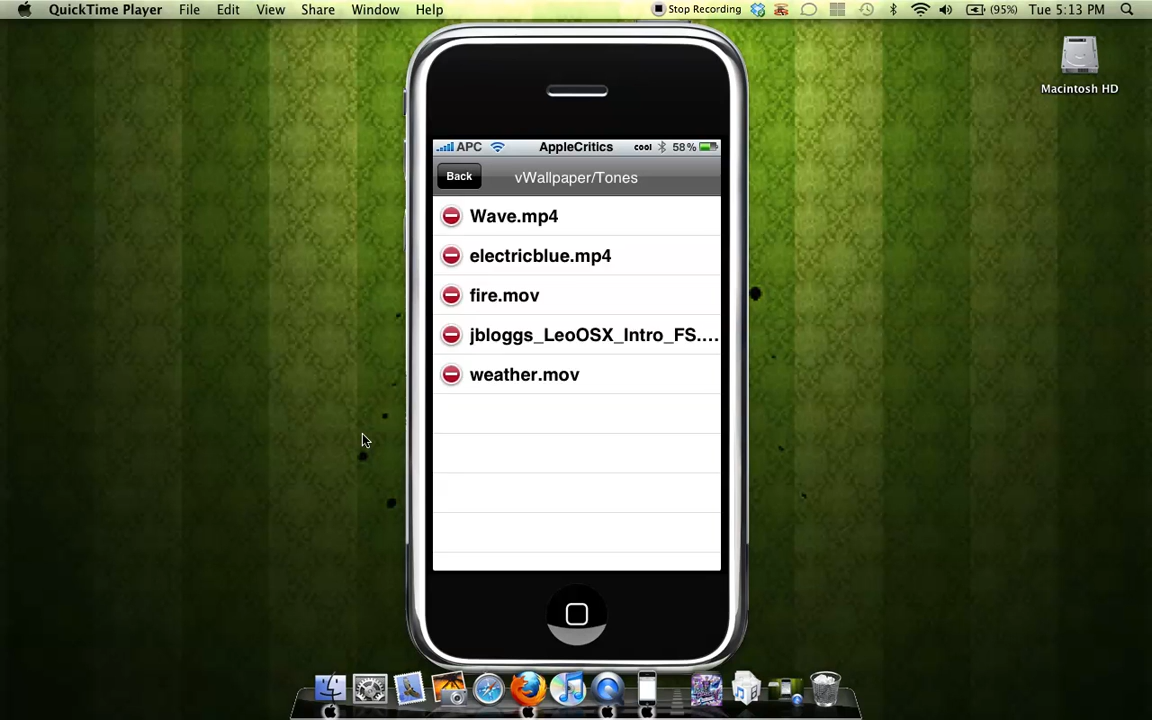 QuickTime Player File Edit View Share Window Help Stop Recording (95%) Tue 5:13 PM
Macintosh HD
APC AppleCritics cool 58%
Back vWallpaper/Tones
Wave.mp4
electricblue.mp4
fire.mov
jbloggs_LeoOSX_Intro_FS....
weather.mov